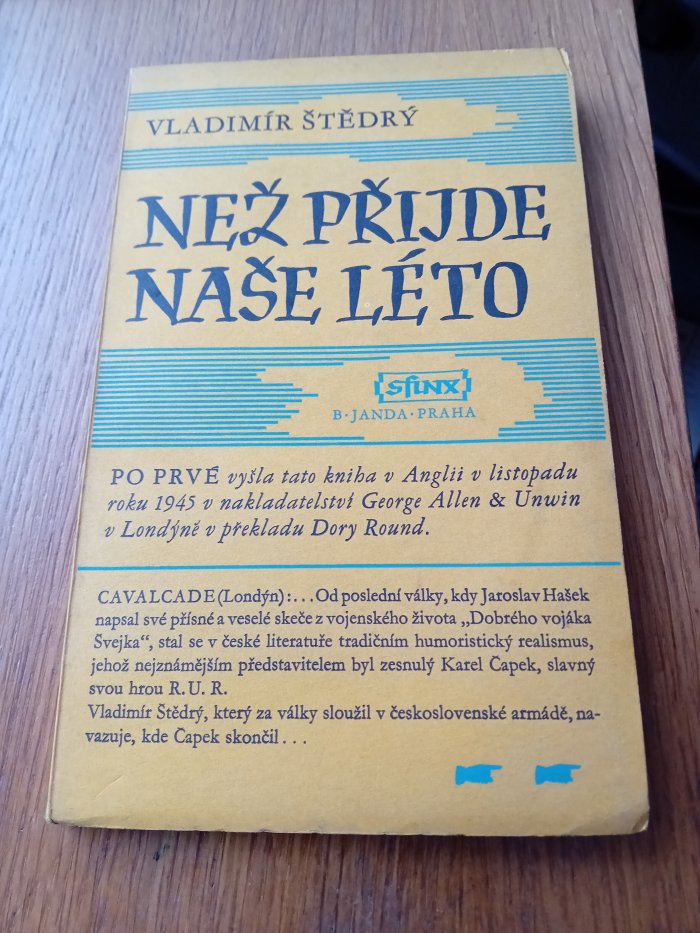 VLADIMÍR ŠTĚDRÝ
NEŽ PŘIJDE
NAŠE LÉTO
SFINX
B·JANDA·PRAHA
PO PRVÉ vyšla tato kniha v Anglii v listopadu
roku 1945 v nakladatelství George Allen & Unwin
v Londýně v překladu Dory Round.
CAVALCADE (Londýn):...Od poslední války, kdy Jaroslav Hašek
napsal své přísné a veselé skeče z vojenského života „Dobrého vojáka
Švejka“, stal se v české literatuře tradičním humoristický realismus,
jehož nejznámějším představitelem byl zesnulý Karel Čapek, slavný
svou hrou R. U. R.
Vladimír Štědrý, který za války sloužil v československé armádě, na-
vazuje, kde Čapek skončil...